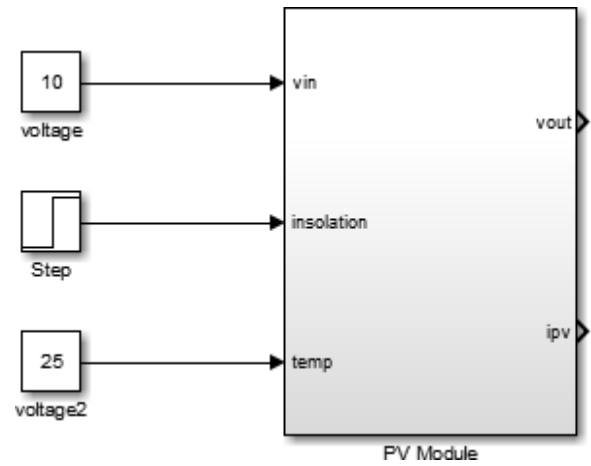 10
voltage
vin
vout
Step
insolation
25
voltage2
temp
ipv
PV Module